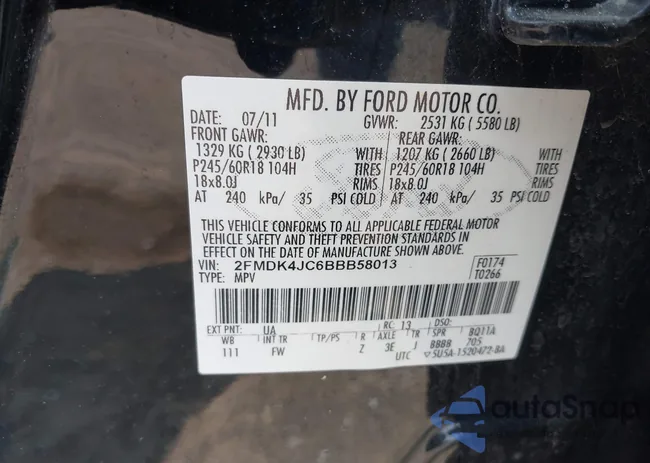 MFD. BY FORD MOTOR CO.
DATE: 07/11 GVWR: 2531 KG ( 5580 LB)
FRONT GAWR: REAR GAWR:
1329 KG ( 2930 LB) 1207 KG ( 2660 LB)
P245/60R18 104H TIRES P245/60R18 104H TIRES
18x8.0J RIMS 18x8.0J RIMS
AT 240 kPa/ 35 PSI COLD AT 240 kPa/ 35 PSI COLD
THIS VEHICLE CONFORMS TO ALL APPLICABLE FEDERAL MOTOR
VEHICLE SAFETY AND THEFT PREVENTION STANDARDS IN
EFFECT ON THE DATE OF MANUFACTURE SHOWN ABOVE.
VIN: 2FMDK4JC6BBB58013 F0174
TYPE: MPV T0266
EXT PNT: UA RC: 13 DSO:
WB INT TR TP/PS R AXLE TR SPR BQ11A
111 FW Z 3E J BBBB 705
UTC ▽5U5A-1520472-BA
autoSnap